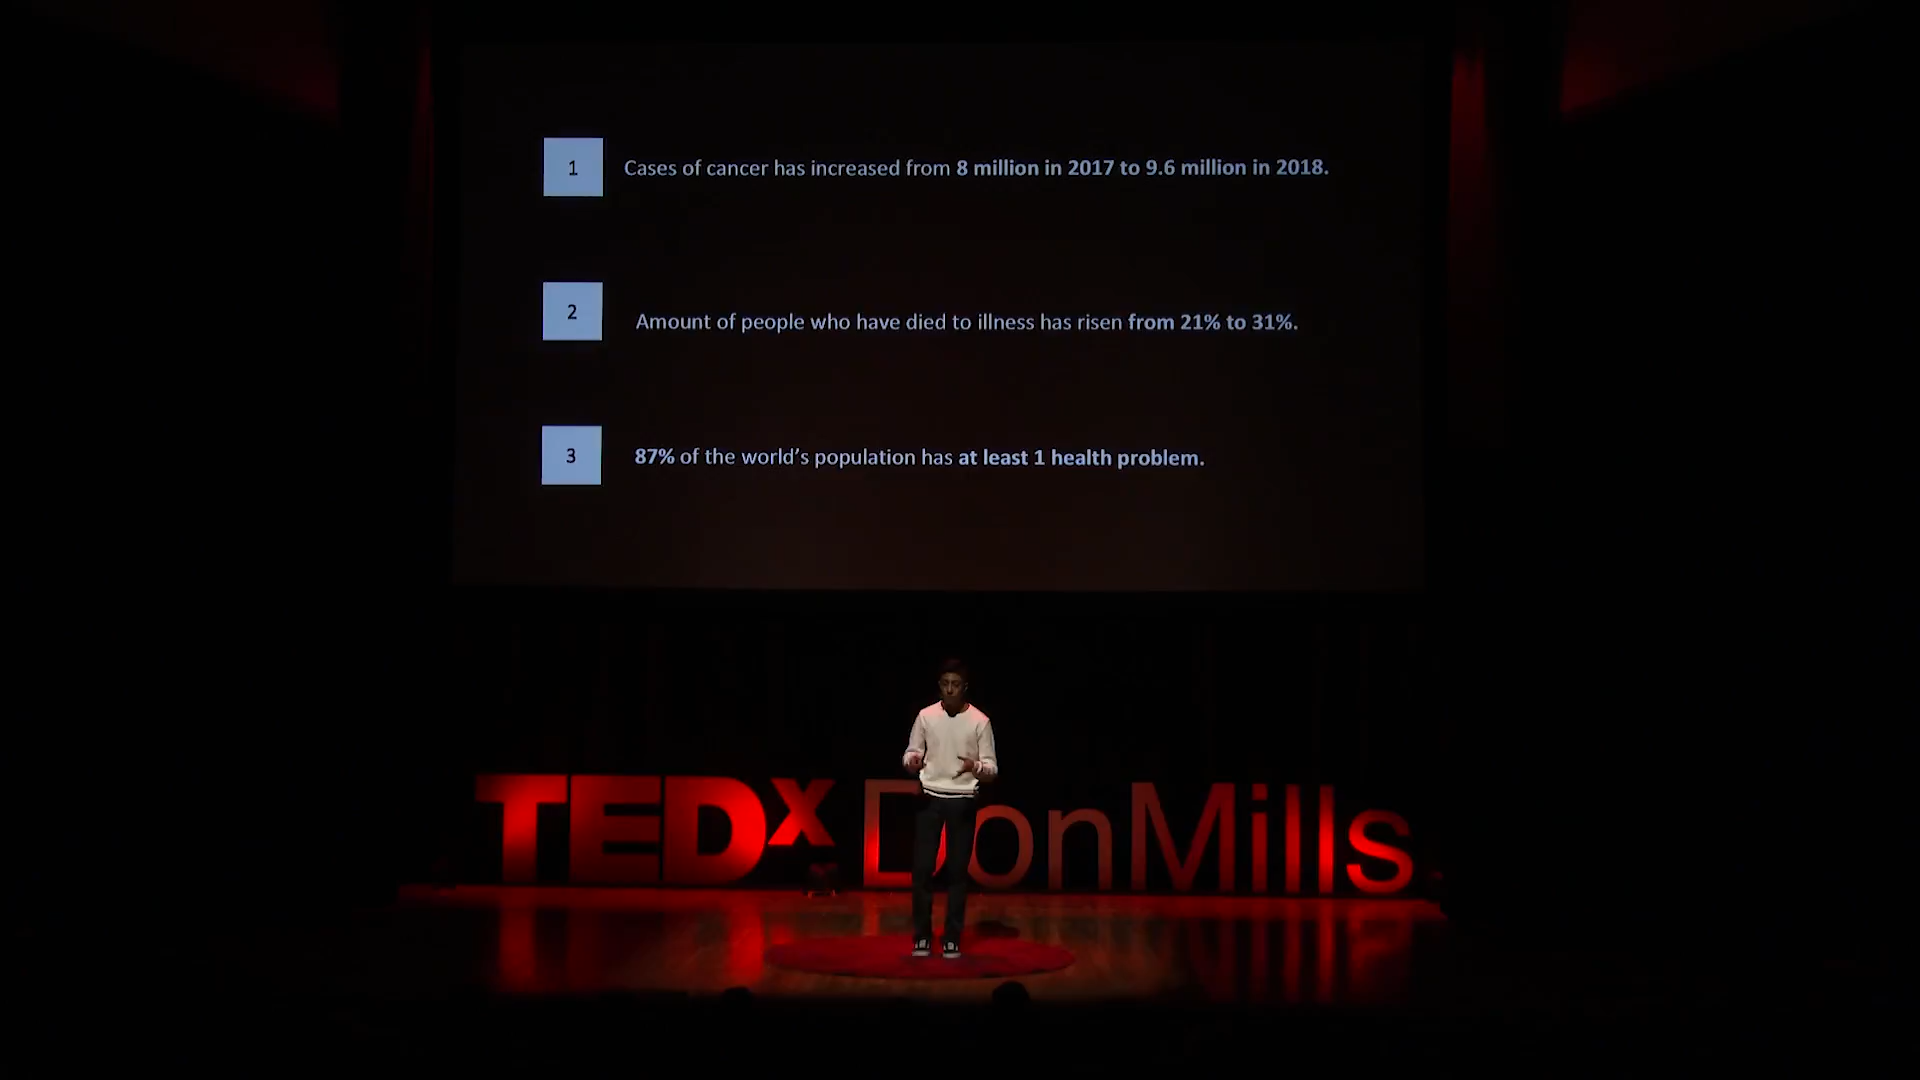 1 Cases of cancer has increased from 8 million in 2017 to 9.6 million in 2018.
2 Amount of people who have died to illness has risen from 21% to 31%.
3 87% of the world's population has at least 1 health problem.
TEDx DonMills